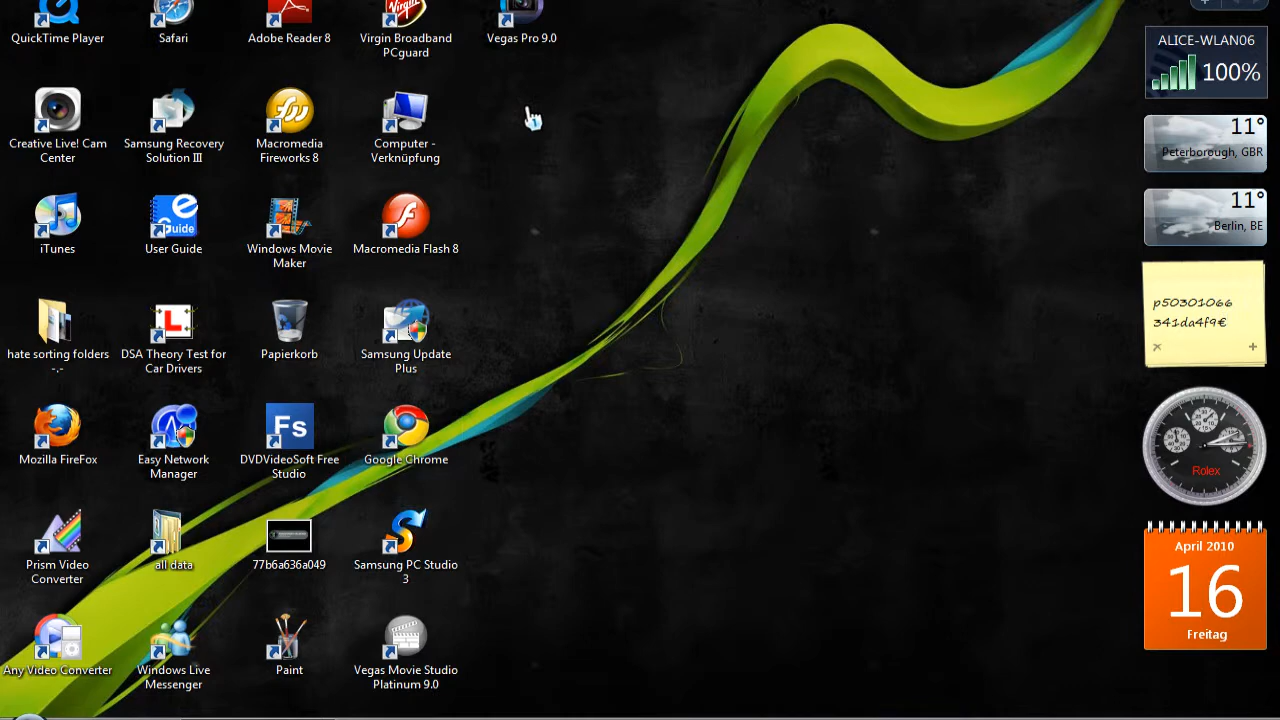 QuickTime Player
Safari
Adobe Reader 8
Virgin Broadband
PCguard
Vegas Pro 9.0
Creative Live! Cam
Center
Samsung Recovery
Solution III
Macromedia
Fireworks 8
Computer -
Verknüpfung
iTunes
User Guide
Windows Movie
Maker
Macromedia Flash 8
hate sorting folders
-.-
DSA Theory Test for
Car Drivers
Papierkorb
Samsung Update
Plus
Mozilla FireFox
Easy Network
Manager
DVDVideoSoft Free
Studio
Google Chrome
Prism Video
Converter
all data
77b6a636a049
Samsung PC Studio
3
Any Video Converter
Windows Live
Messenger
Paint
Vegas Movie Studio
Platinum 9.0
Virgin
e
Guide
L
Fs
ALICE-WLAN06
100%
11°
Peterborough, GBR
11°
Berlin, BE
p50301066
341da4f9€
Rolex
April 2010
16
Freitag